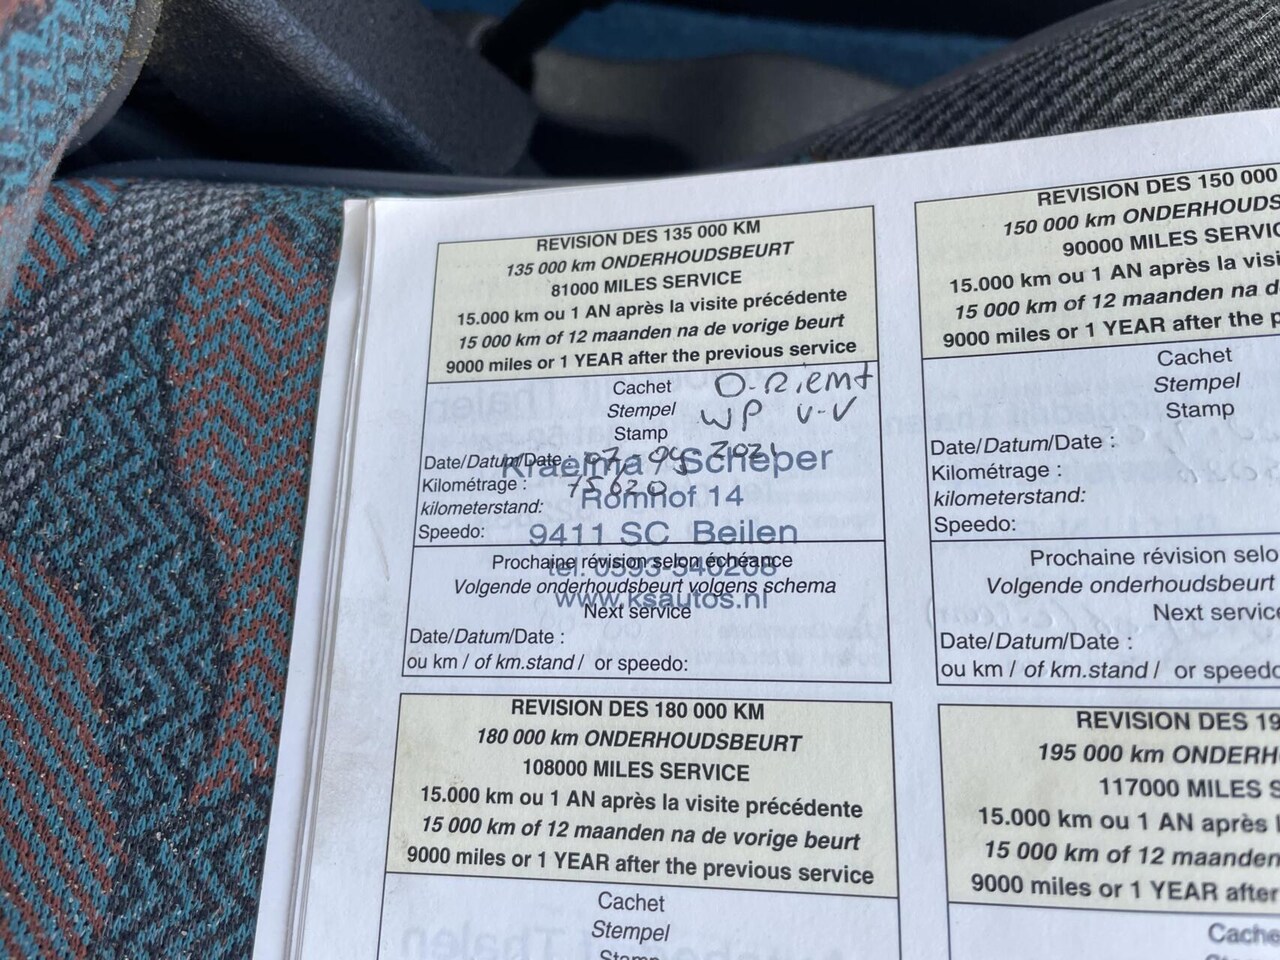 REVISION DES 135 000 KM
135 000 km ONDERHOUDSBEURT
81000 MILES SERVICE
15.000 km ou 1 AN après la visite précédente
15 000 km of 12 maanden na de vorige beurt
9000 miles or 1 YEAR after the previous service
Cachet O-Riemt
Stempel WP V-V
Stamp
Date/Datum/Date : 07- 2021
Kraelma / Scheper
Kilométrage : 75620
kilometerstand:
Romhof 14
Speedo:
9411 SC Beilen
Prochaine révision selon échéance
tel. 0593-540208
Volgende onderhoudsbeurt volgens schema
www.ksautos.nl
Next service
Date/Datum/Date :
ou km / of km.stand / or speedo:
REVISION DES 150 000
150 000 km ONDERHOUDS
90000 MILES SERVIC
15.000 km ou 1 AN après la visi
15 000 km of 12 maanden na d
9000 miles or 1 YEAR after the p
Cachet
Stempel
Stamp
Date/Datum/Date :
Kilométrage :
kilometerstand:
Speedo:
Prochaine révision selo
Volgende onderhoudsbeurt
Next service
Date/Datum/Date :
ou km / of km.stand / or speedo
REVISION DES 180 000 KM
180 000 km ONDERHOUDSBEURT
108000 MILES SERVICE
15.000 km ou 1 AN après la visite précédente
15 000 km of 12 maanden na de vorige beurt
9000 miles or 1 YEAR after the previous service
Cachet
Stempel
Stamp
REVISION DES 19
195 000 km ONDERH
117000 MILES S
15.000 km ou 1 AN après l
15 000 km of 12 maanden
9000 miles or 1 YEAR after
Cache